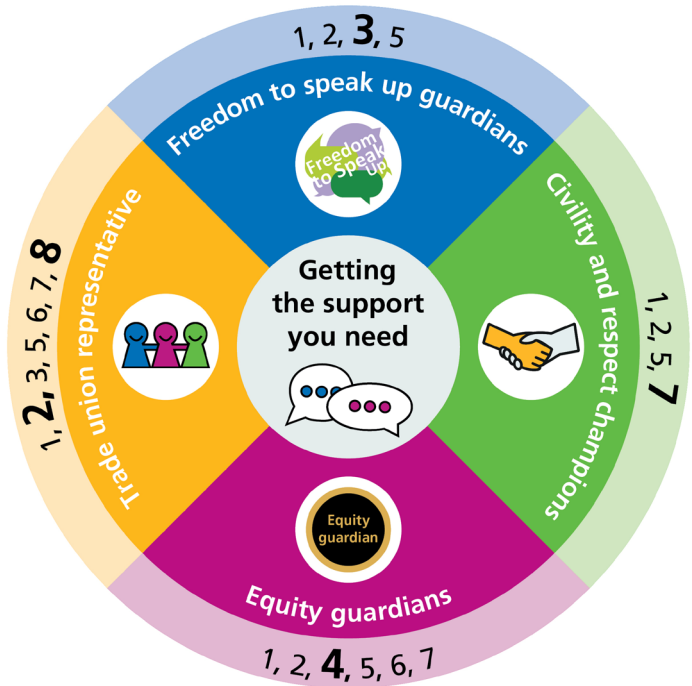 1, 2, 3, 5
Freedom to speak up guardians
Freedom
to Speak
Up
Civility and respect champions
1, 2, 5, 7
Getting
the support
you need
Trade union representative
1, 2, 3, 5, 6, 7, 8
Equity
guardian
Equity guardians
1, 2, 4, 5, 6, 7